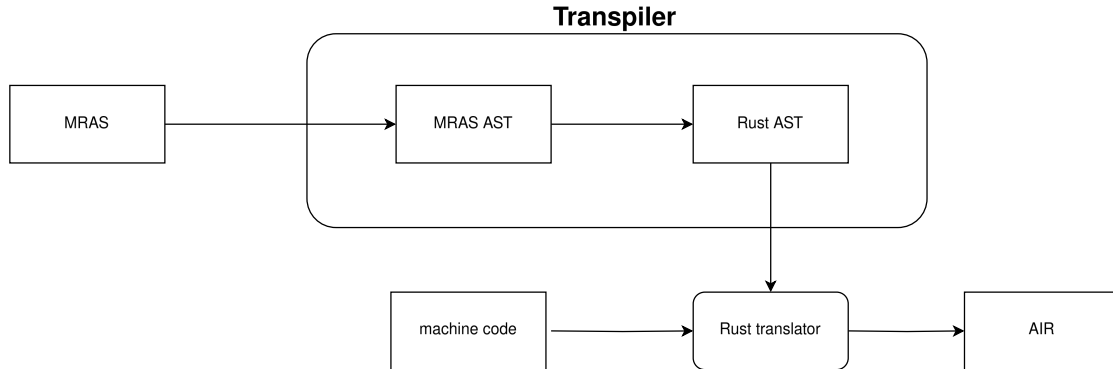 Transpiler
MRAS
MRAS AST
Rust AST
machine code
Rust translator
AIR